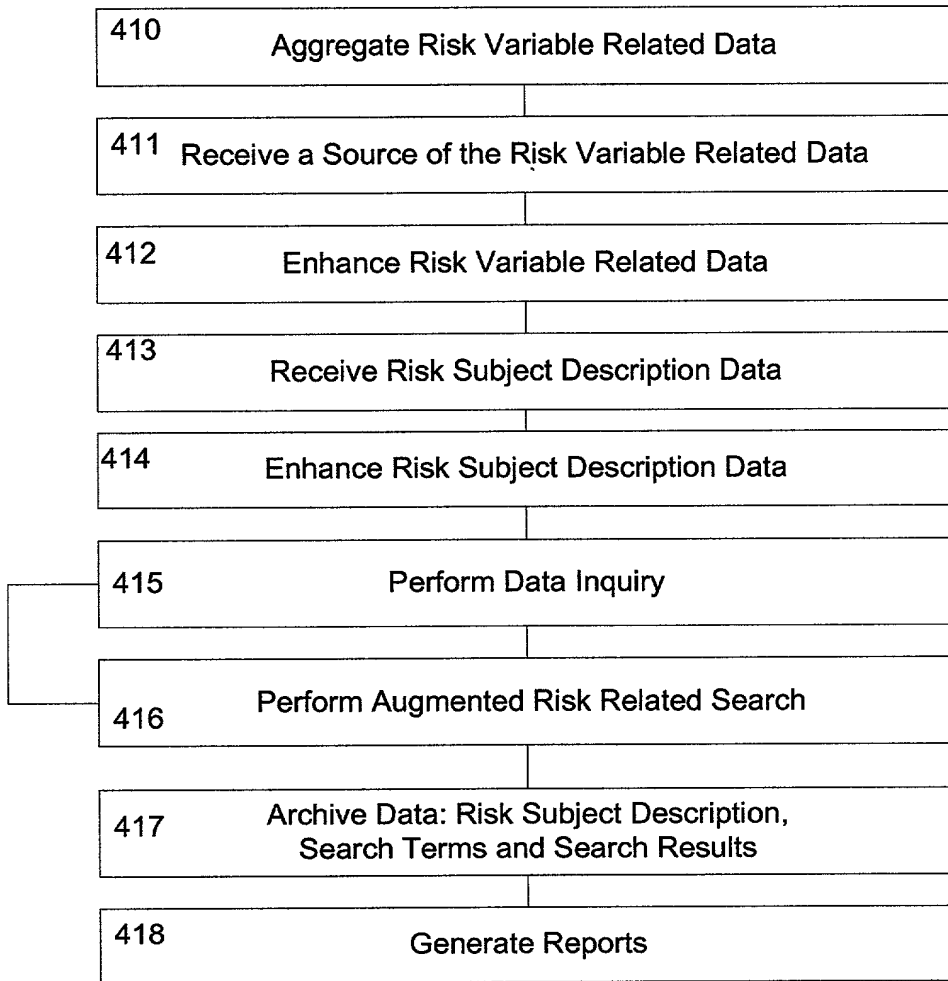 410 Aggregate Risk Variable Related Data
411 Receive a Source of the Risk Variable Related Data
412 Enhance Risk Variable Related Data
413 Receive Risk Subject Description Data
414 Enhance Risk Subject Description Data
415 Perform Data Inquiry
416 Perform Augmented Risk Related Search
417 Archive Data: Risk Subject Description,
Search Terms and Search Results
418 Generate Reports